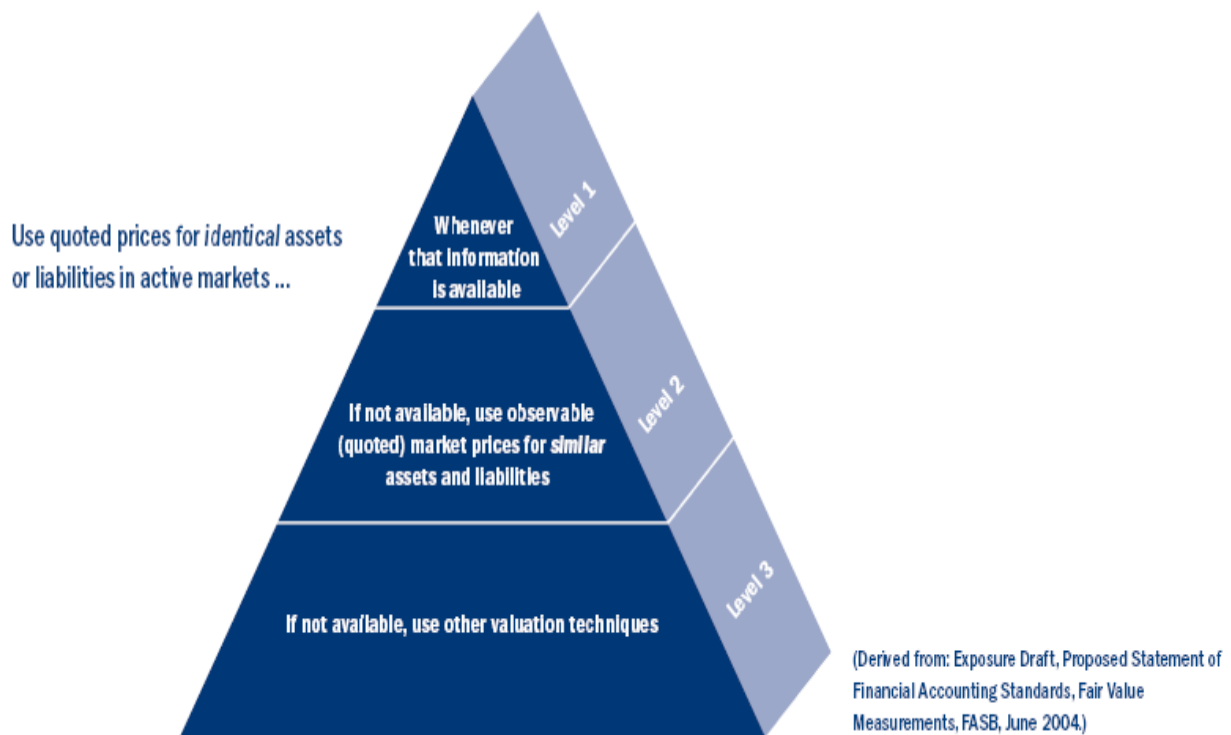 Use quoted prices for identical assets
or liabilities in active markets ...
Whenever
that information
is available
Level 1
If not available, use observable
(quoted) market prices for similar
assets and liabilities
Level 2
If not available, use other valuation techniques
Level 3
(Derived from: Exposure Draft, Proposed Statement of
Financial Accounting Standards, Fair Value
Measurements, FASB, June 2004.)